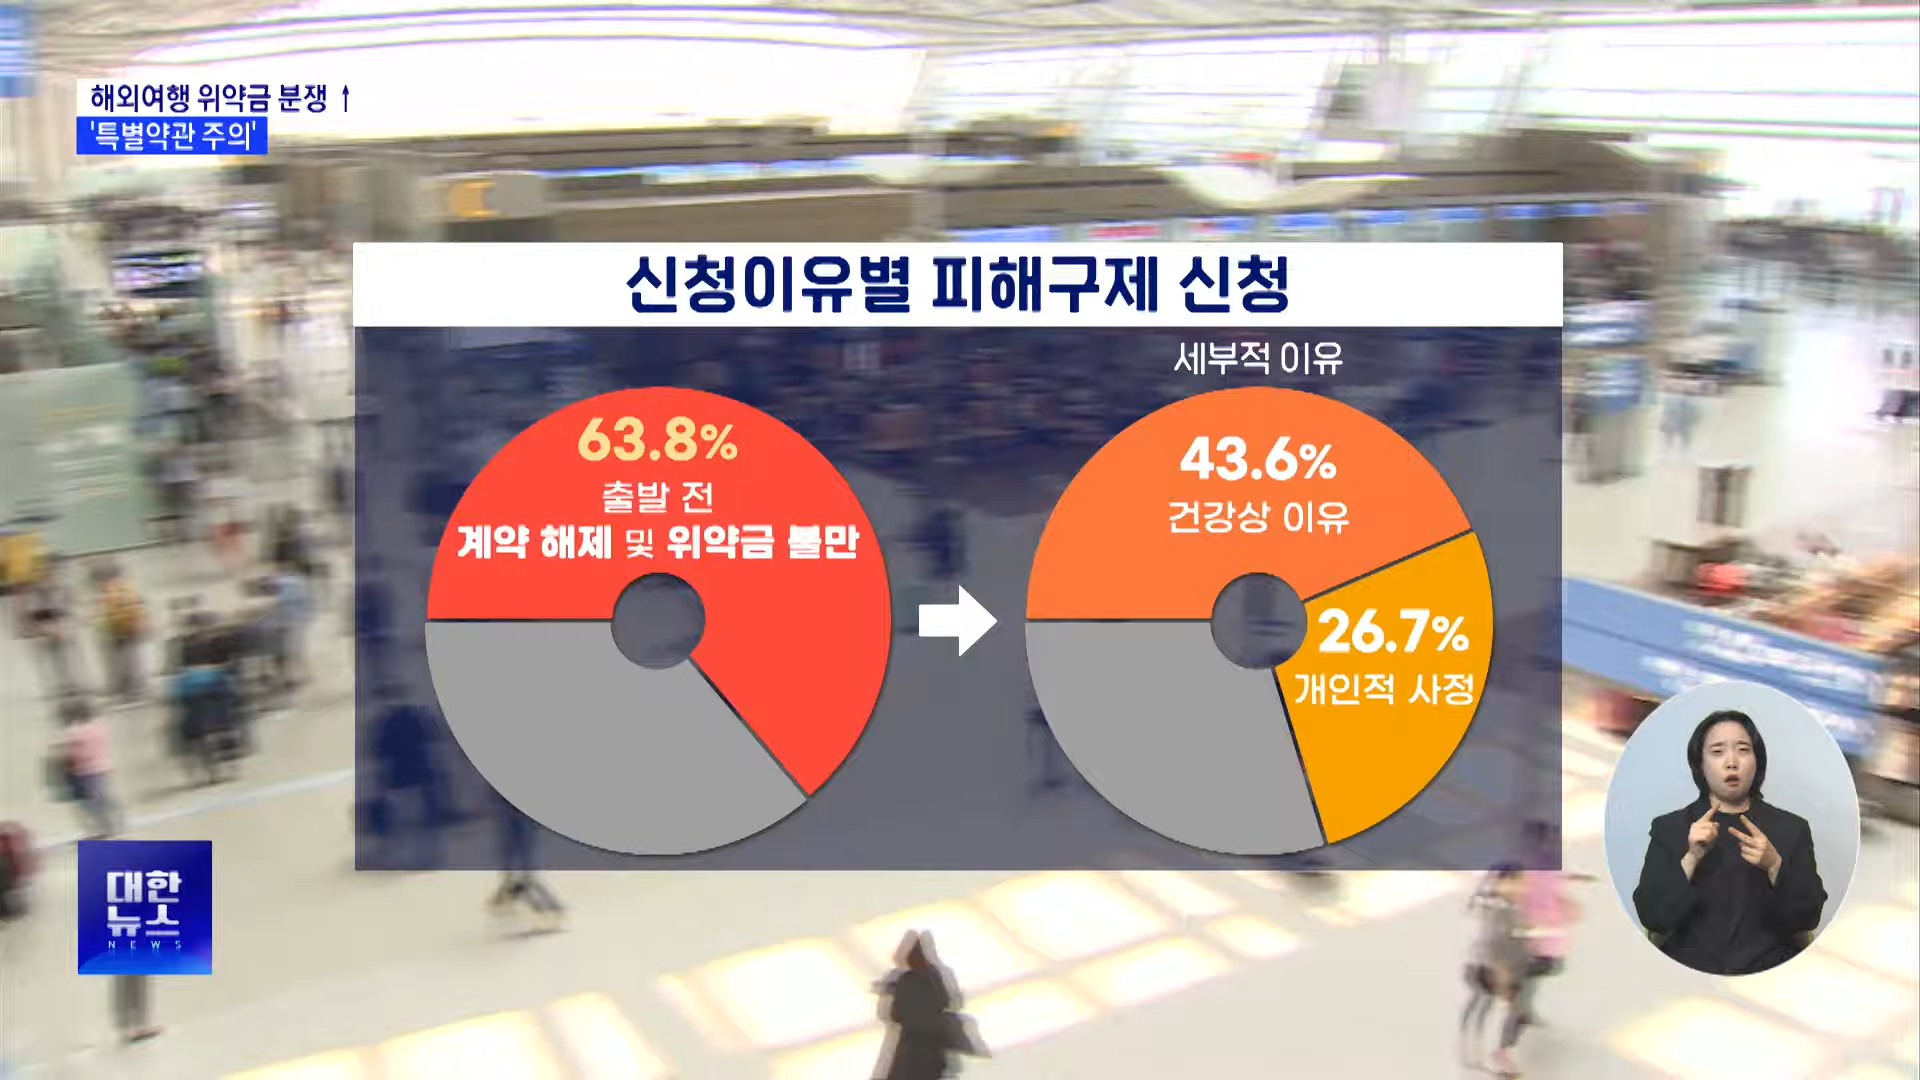 해외여행 위약금 분쟁 ↑
'특별약관 주의'
신청이유별 피해구제 신청
63.8%
출발 전
계약 해제 및 위약금 불만
세부적 이유
43.6%
건강상 이유
26.7%
개인적 사정
대한
뉴스
NEWS